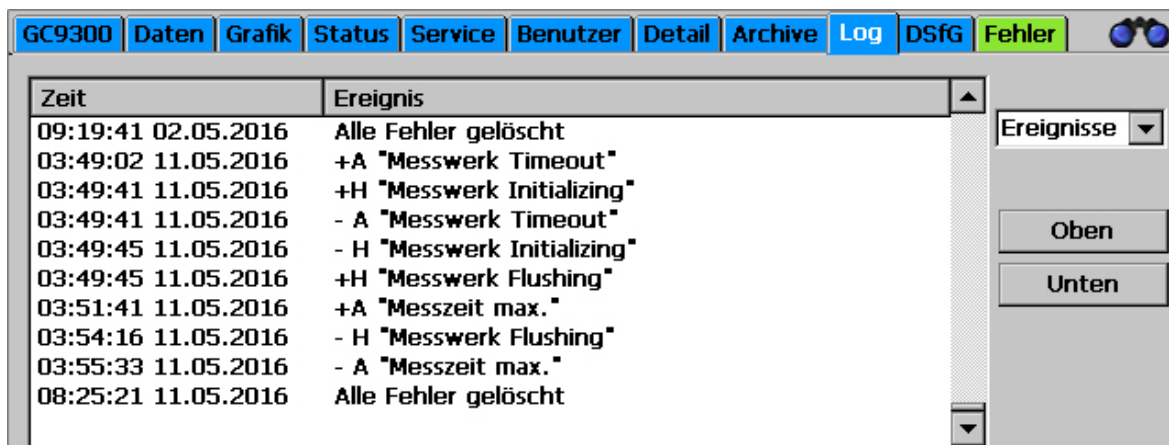 GC9300 Daten Grafik Status Service Benutzer Detail Archive Log DSfG Fehler
Zeit Ereignis
09:19:41 02.05.2016 Alle Fehler gelöscht
03:49:02 11.05.2016 +A "Messwerk Timeout"
03:49:41 11.05.2016 +H "Messwerk Initializing"
03:49:41 11.05.2016 - A "Messwerk Timeout"
03:49:45 11.05.2016 - H "Messwerk Initializing"
03:49:45 11.05.2016 +H "Messwerk Flushing"
03:51:41 11.05.2016 +A "Messzeit max."
03:54:16 11.05.2016 - H "Messwerk Flushing"
03:55:33 11.05.2016 - A "Messzeit max."
08:25:21 11.05.2016 Alle Fehler gelöscht
Ereignisse
Oben
Unten